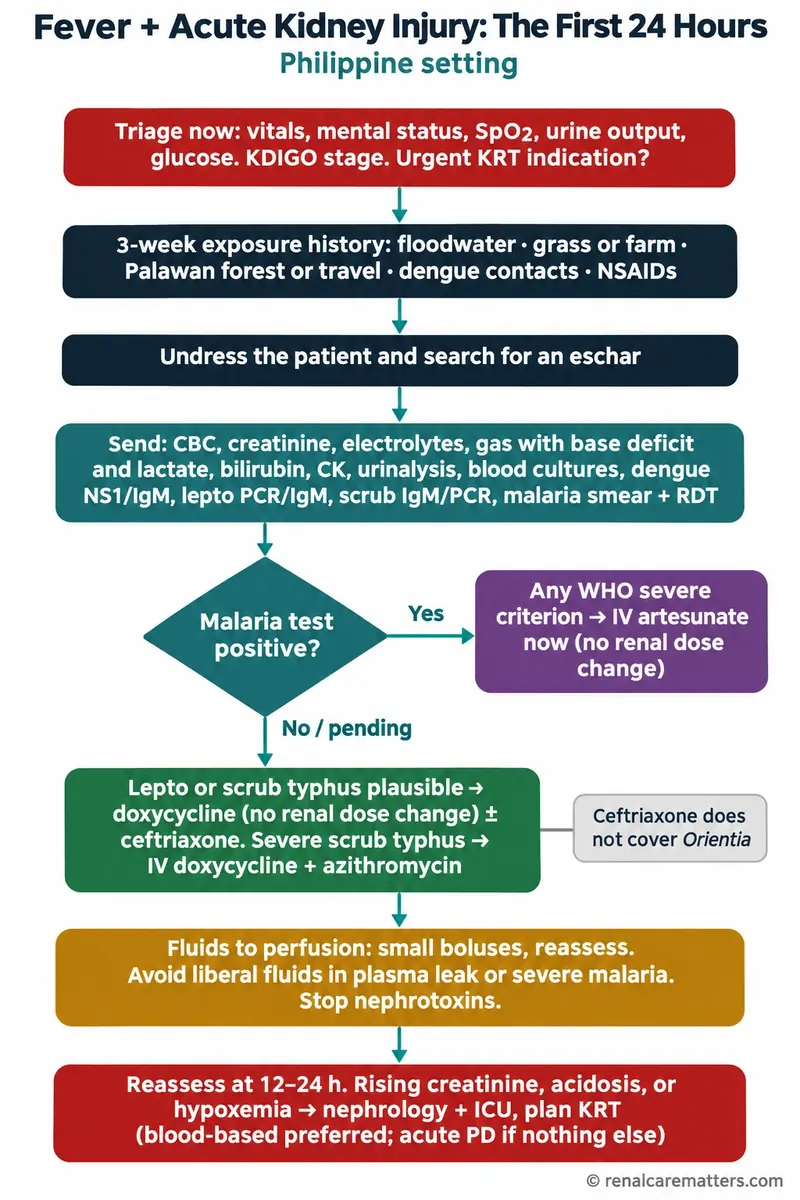 Fever + Acute Kidney Injury: The First 24 Hours
Philippine setting
Triage now: vitals, mental status, SpO₂, urine output,
glucose. KDIGO stage. Urgent KRT indication?
3-week exposure history: floodwater · grass or farm ·
Palawan forest or travel · dengue contacts · NSAIDs
Undress the patient and search for an eschar
Send: CBC, creatinine, electrolytes, gas with base deficit
and lactate, bilirubin, CK, urinalysis, blood cultures, dengue
NS1/IgM, lepto PCR/IgM, scrub IgM/PCR, malaria smear + RDT
Malaria test
positive?
Yes
Any WHO severe
criterion → IV artesunate
now (no renal dose
change)
No / pending
Lepto or scrub typhus plausible →
doxycycline (no renal dose change) ±
ceftriaxone. Severe scrub typhus →
IV doxycycline + azithromycin
Ceftriaxone does
not cover Orientia
Fluids to perfusion: small boluses, reassess.
Avoid liberal fluids in plasma leak or severe malaria.
Stop nephrotoxins.
Reassess at 12–24 h. Rising creatinine, acidosis, or
hypoxemia → nephrology + ICU, plan KRT
(blood-based preferred; acute PD if nothing else)
© renalcarematters.com